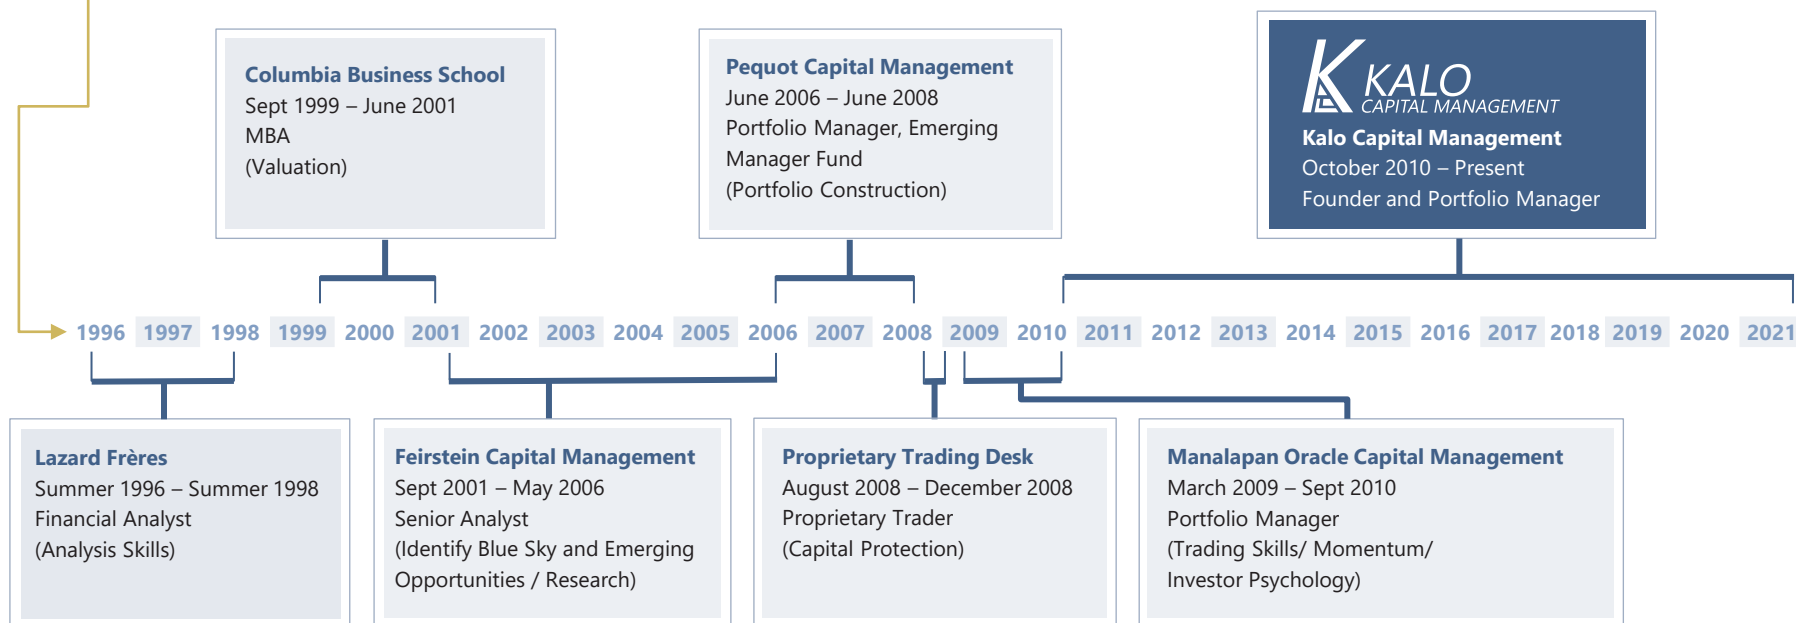 Columbia Business School
Sept 1999 – June 2001
MBA
(Valuation)
Pequot Capital Management
June 2006 – June 2008
Portfolio Manager, Emerging
Manager Fund
(Portfolio Construction)
KALO
CAPITAL MANAGEMENT
Kalo Capital Management
October 2010 – Present
Founder and Portfolio Manager
1996 1997 1998 1999 2000 2001 2002 2003 2004 2005 2006 2007 2008 2009 2010 2011 2012 2013 2014 2015 2016 2017 2018 2019 2020 2021
Lazard Frères
Summer 1996 – Summer 1998
Financial Analyst
(Analysis Skills)
Feirstein Capital Management
Sept 2001 – May 2006
Senior Analyst
(Identify Blue Sky and Emerging
Opportunities / Research)
Proprietary Trading Desk
August 2008 – December 2008
Proprietary Trader
(Capital Protection)
Manalapan Oracle Capital Management
March 2009 – Sept 2010
Portfolio Manager
(Trading Skills/ Momentum/
Investor Psychology)